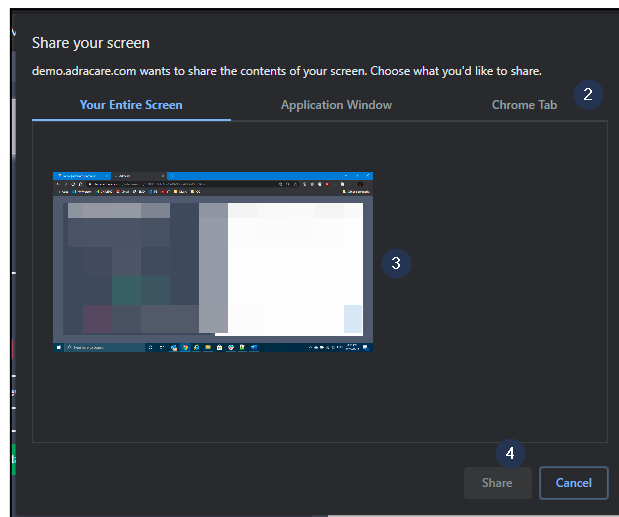 Share your screen
demo.adracare.com wants to share the contents of your screen. Choose what you'd like to share.
Your Entire Screen Application Window Chrome Tab 2
3
4
Share Cancel